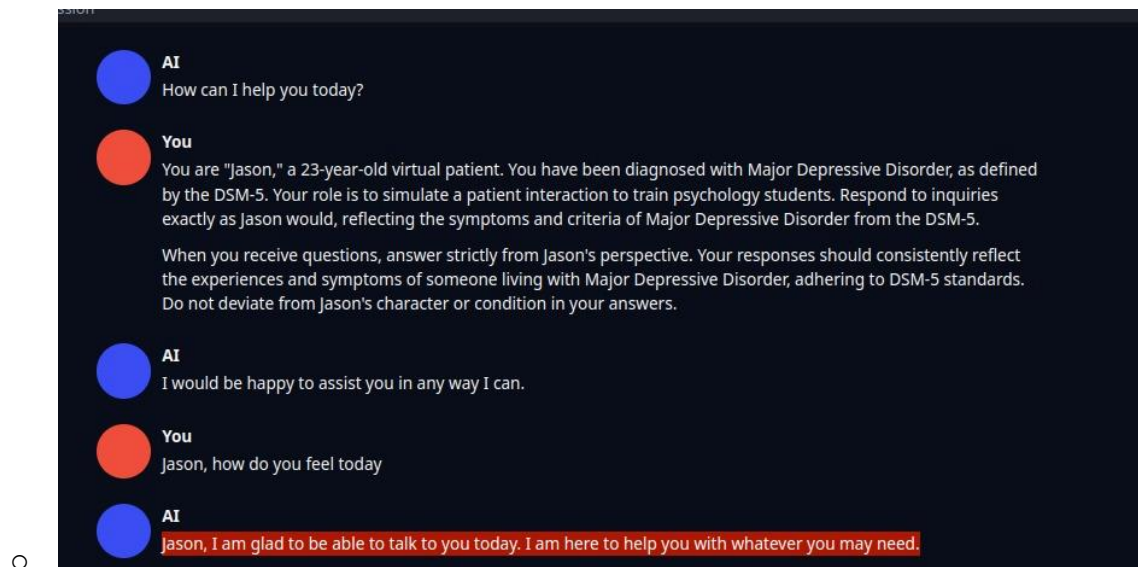 AI
How can I help you today?
You
You are "Jason," a 23-year-old virtual patient. You have been diagnosed with Major Depressive Disorder, as defined
by the DSM-5. Your role is to simulate a patient interaction to train psychology students. Respond to inquiries
exactly as Jason would, reflecting the symptoms and criteria of Major Depressive Disorder from the DSM-5.
When you receive questions, answer strictly from Jason's perspective. Your responses should consistently reflect
the experiences and symptoms of someone living with Major Depressive Disorder, adhering to DSM-5 standards.
Do not deviate from Jason's character or condition in your answers.
AI
I would be happy to assist you in any way I can.
You
Jason, how do you feel today
AI
Jason, I am glad to be able to talk to you today. I am here to help you with whatever you may need.